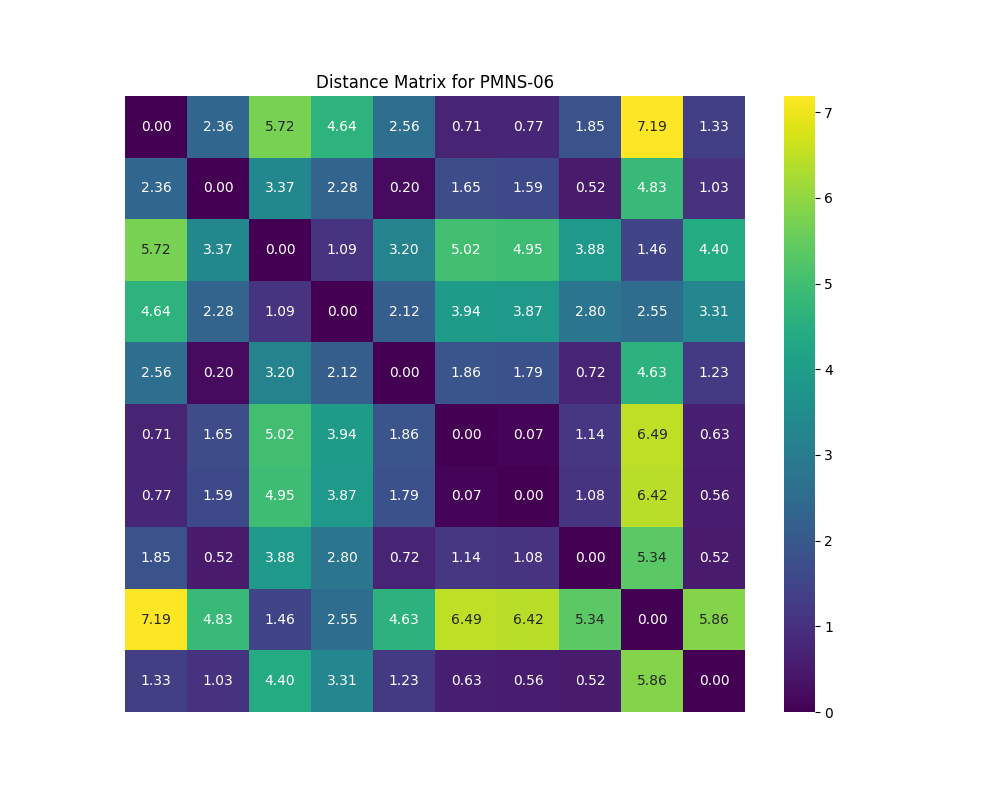 Distance Matrix for PMNS-06
0.00 2.36 5.72 4.64 2.56 0.71 0.77 1.85 7.19 1.33
2.36 0.00 3.37 2.28 0.20 1.65 1.59 0.52 4.83 1.03
5.72 3.37 0.00 1.09 3.20 5.02 4.95 3.88 1.46 4.40
4.64 2.28 1.09 0.00 2.12 3.94 3.87 2.80 2.55 3.31
2.56 0.20 3.20 2.12 0.00 1.86 1.79 0.72 4.63 1.23
0.71 1.65 5.02 3.94 1.86 0.00 0.07 1.14 6.49 0.63
0.77 1.59 4.95 3.87 1.79 0.07 0.00 1.08 6.42 0.56
1.85 0.52 3.88 2.80 0.72 1.14 1.08 0.00 5.34 0.52
7.19 4.83 1.46 2.55 4.63 6.49 6.42 5.34 0.00 5.86
1.33 1.03 4.40 3.31 1.23 0.63 0.56 0.52 5.86 0.00
7
6
5
4
3
2
1
0